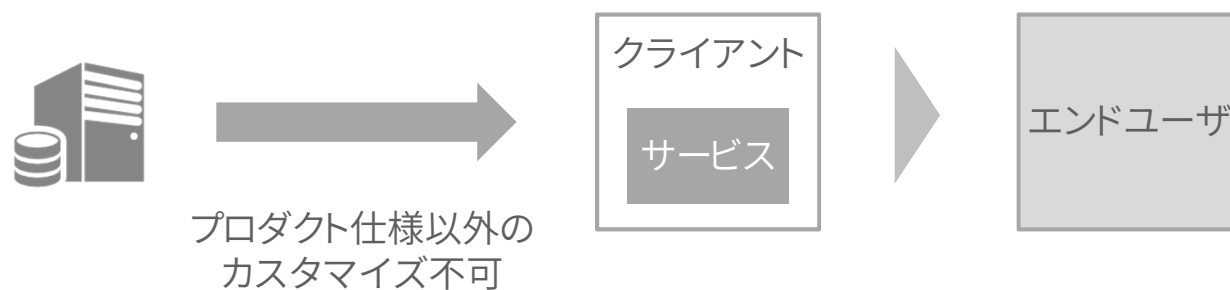 クライアント
サービス
エンドユーザ
プロダクト仕様以外の
カスタマイズ不可